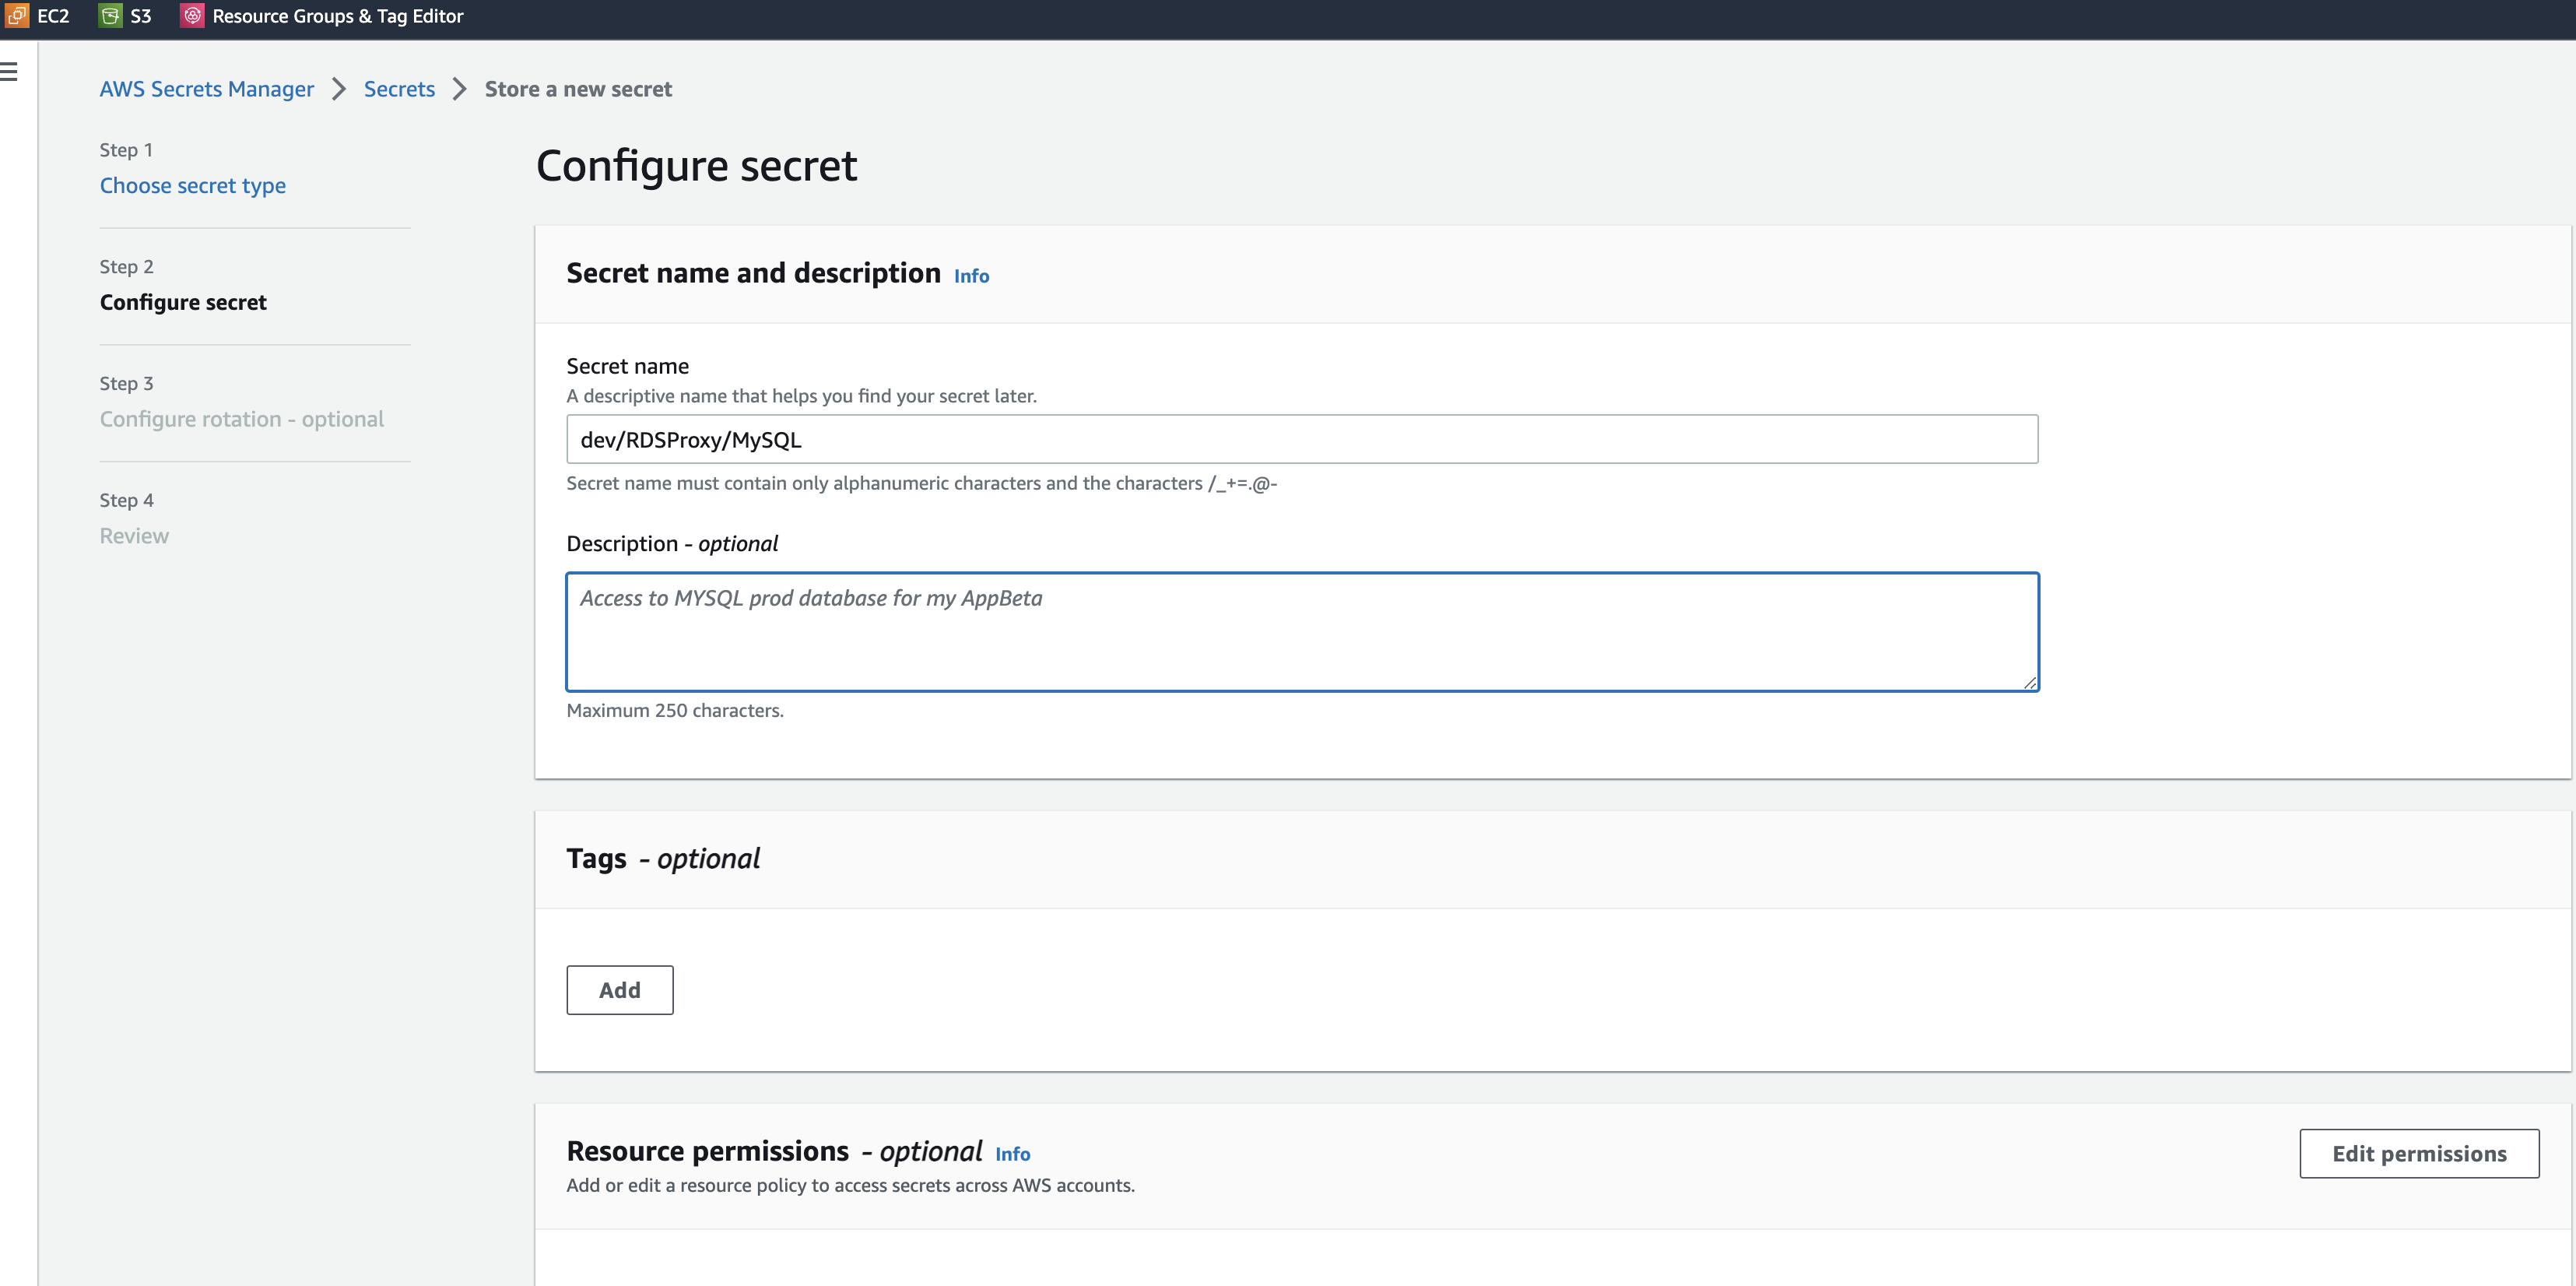 EC2 S3 Resource Groups & Tag Editor
AWS Secrets Manager Secrets Store a new secret
Step 1
Choose secret type
Step 2
Configure secret
Step 3
Configure rotation - optional
Step 4
Review
Configure secret
Secret name and description Info
Secret name
A descriptive name that helps you find your secret later.
dev/RDSProxy/MySQL
Secret name must contain only alphanumeric characters and the characters /_+=.@-
Description - optional
Access to MYSQL prod database for my AppBeta
Maximum 250 characters.
Tags - optional
Add
Resource permissions - optional Info
Edit permissions
Add or edit a resource policy to access secrets across AWS accounts.